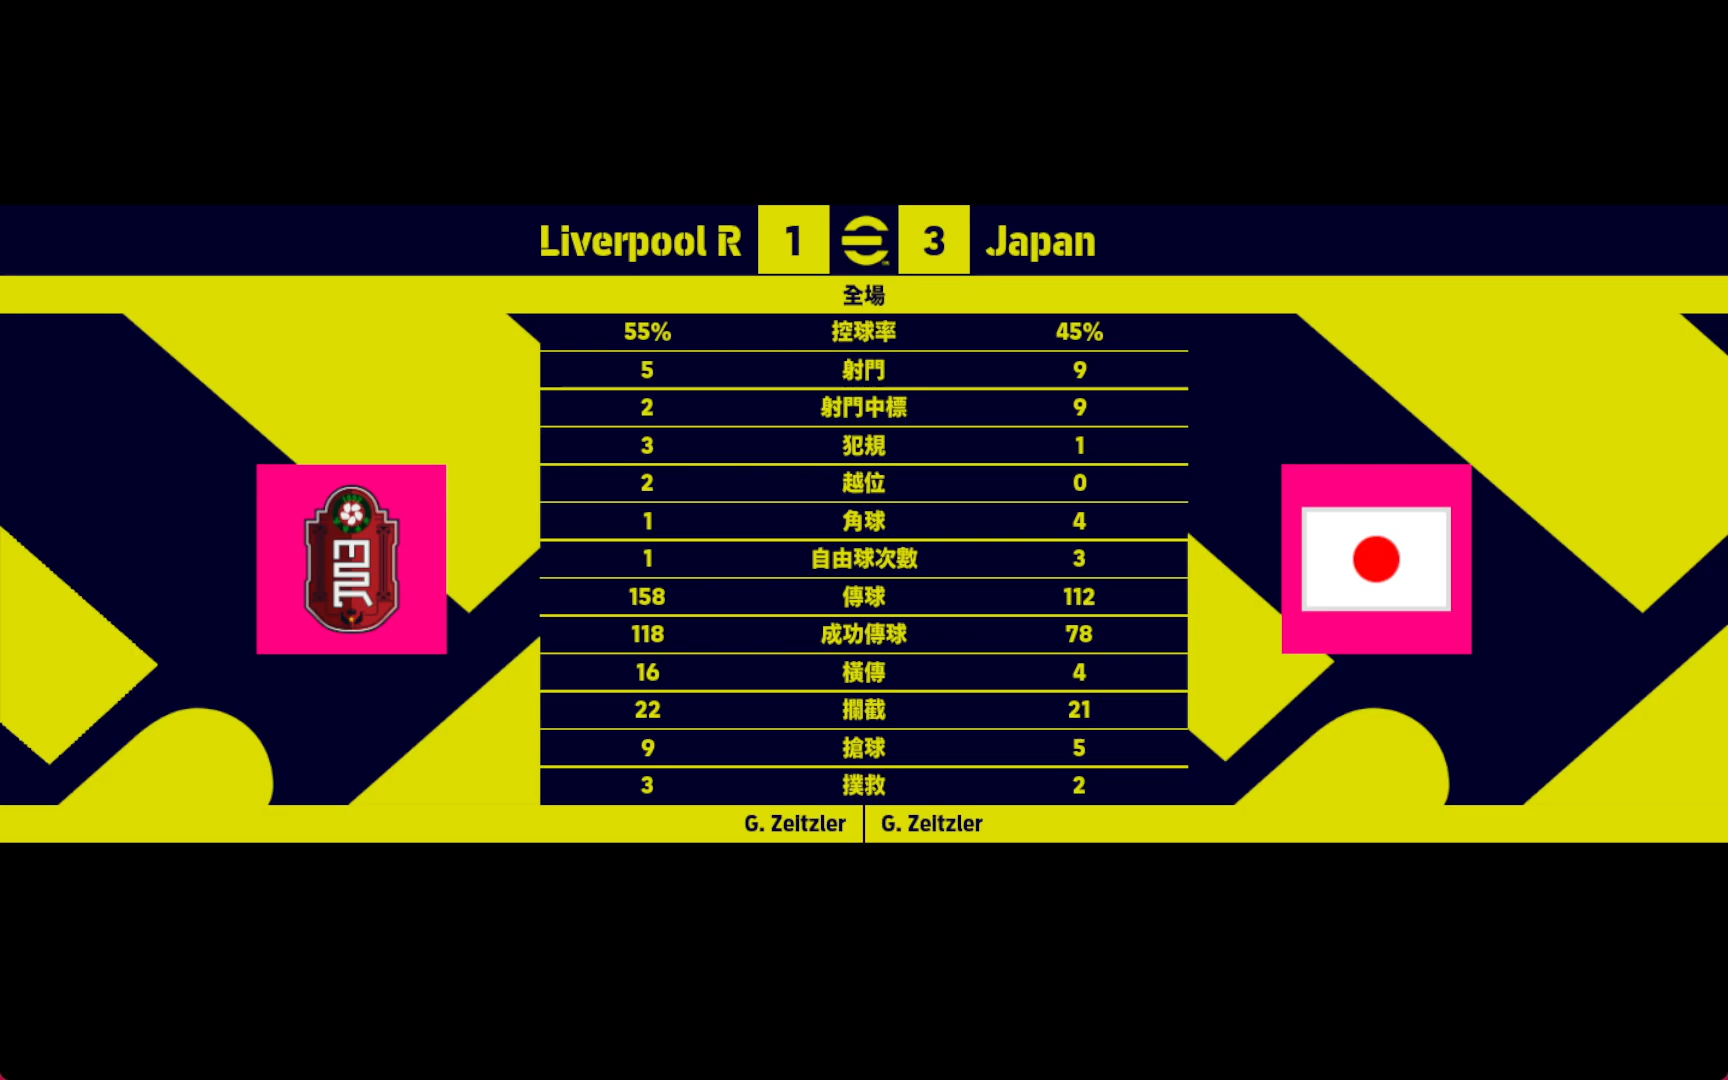 Liverpool R 1 3 Japan
全場
55% 控球率 45%
5 射門 9
2 射門中標 9
3 犯規 1
2 越位 0
1 角球 4
1 自由球次數 3
158 傳球 112
118 成功傳球 78
16 橫傳 4
22 攔截 21
9 搶球 5
3 撲救 2
G. Zeitzler G. Zeitzler